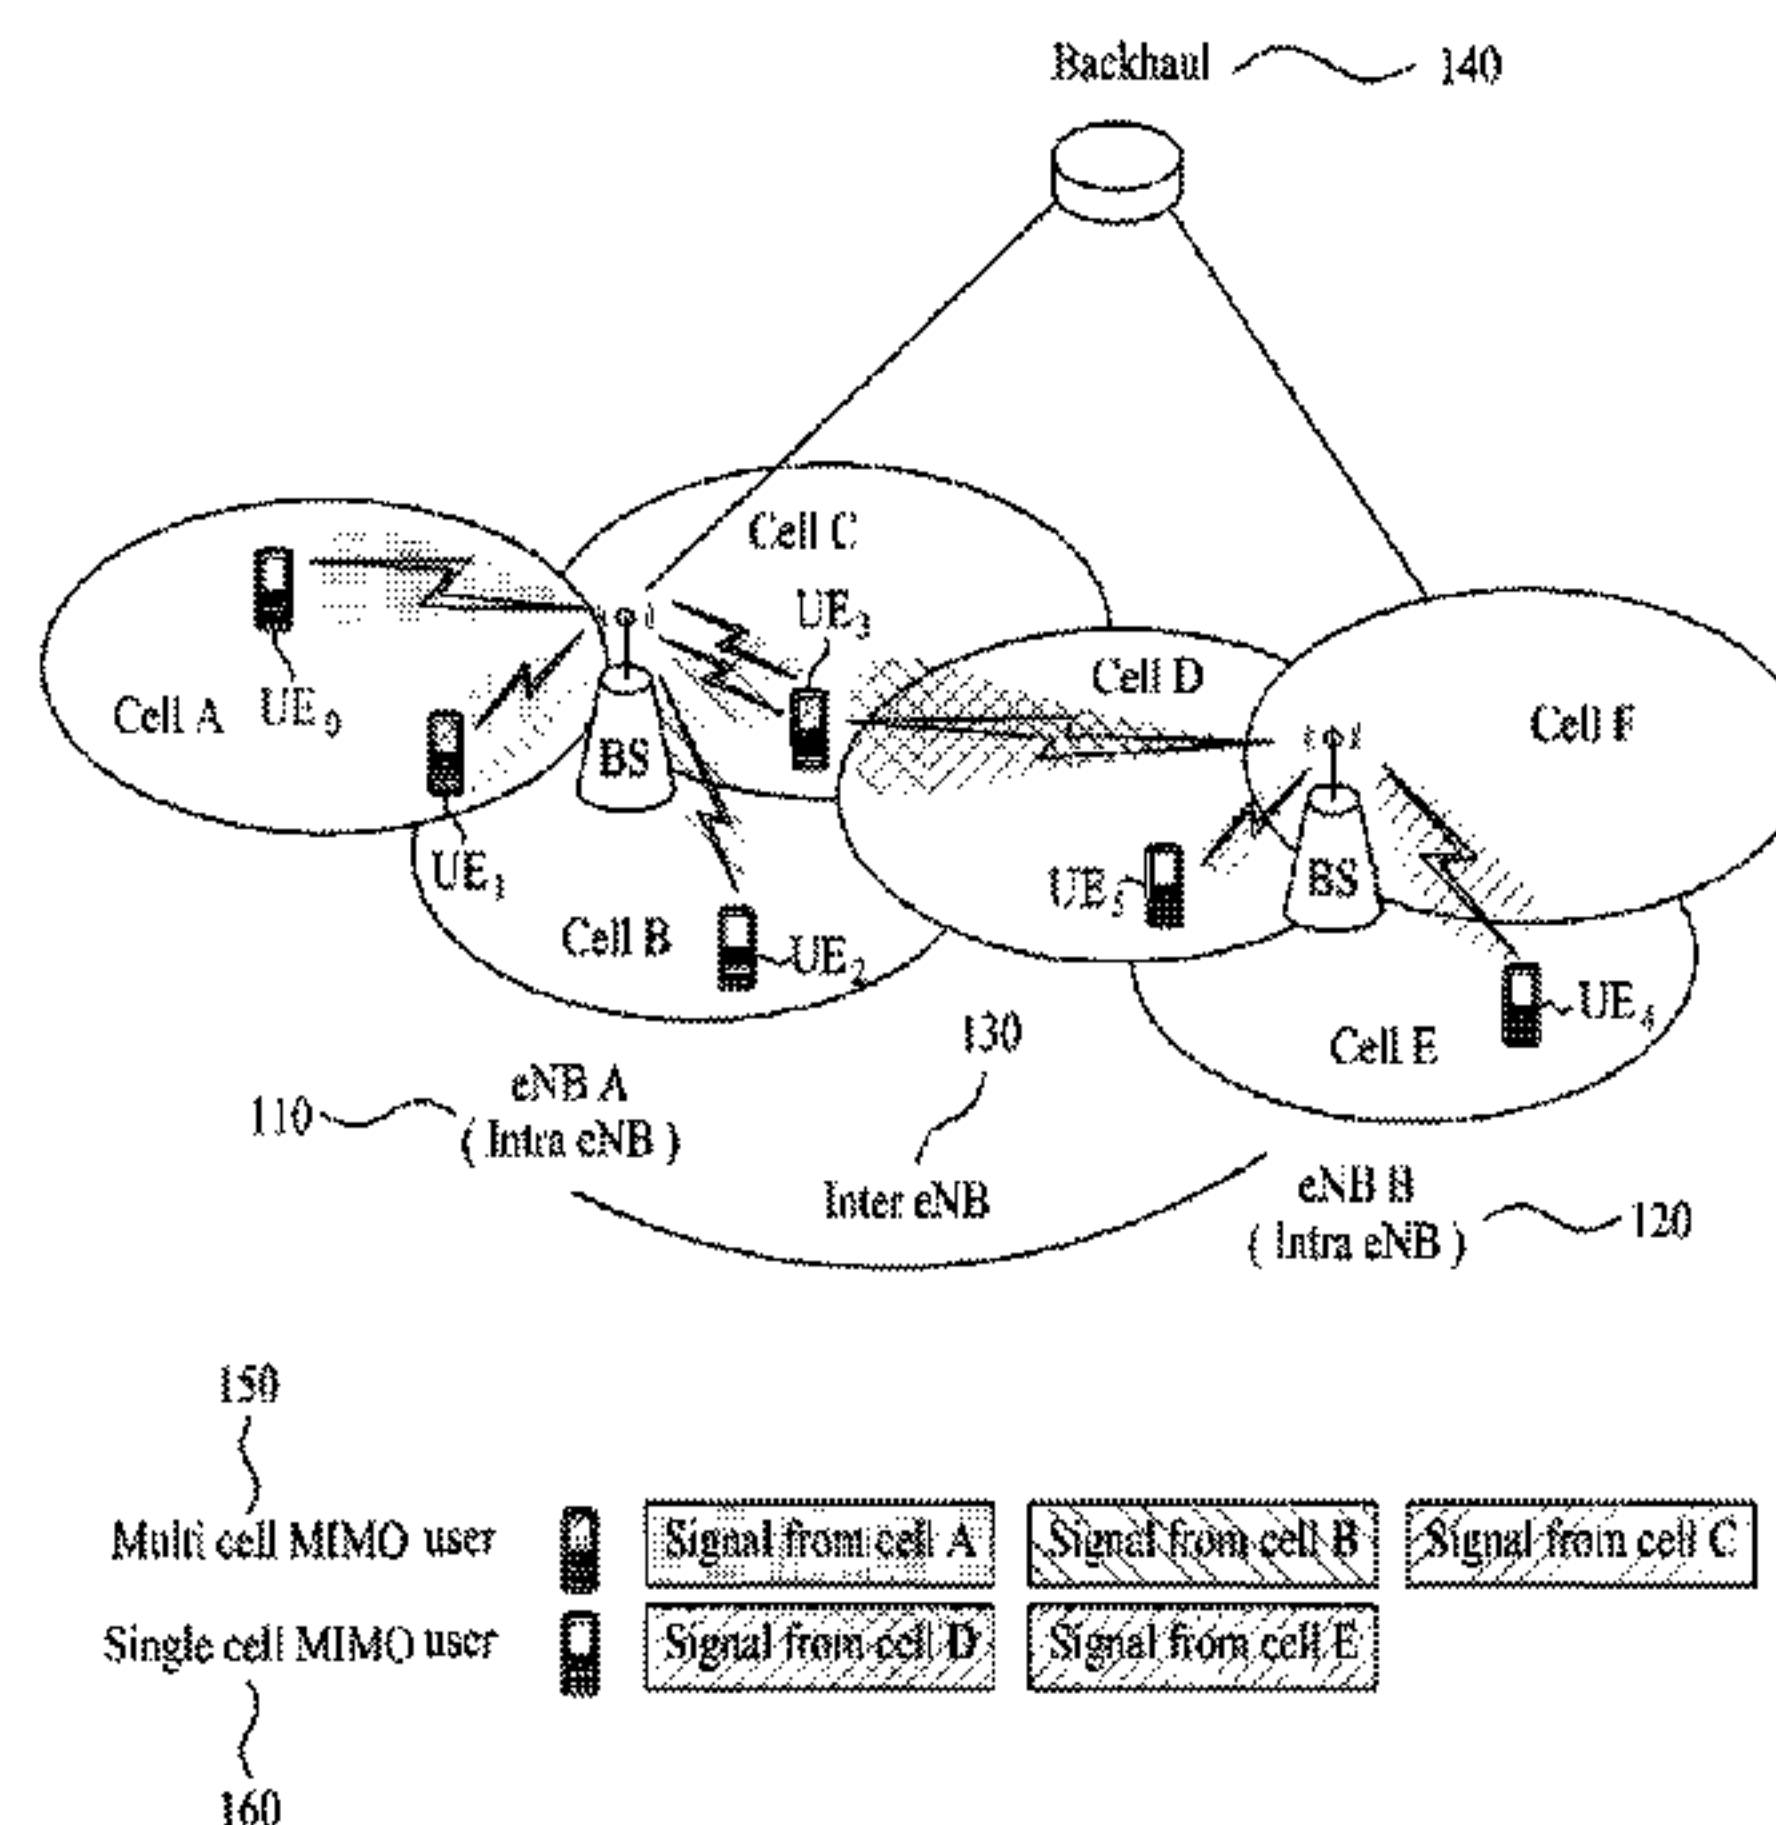 Backhaul 140
Cell C
UE3
Cell A
UE0
Cell D
Cell F
BS
UE1
UE5
BS
Cell B
UE2
UE4
Cell E
130
eNB A
110
( Intra eNB )
Inter eNB
eNB B
( Intra eNB )
120
150
Multi cell MIMO user
Signal from cell A
Signal from cell B
Signal from cell C
Single cell MIMO user
Signal from cell D
Signal from cell E
160